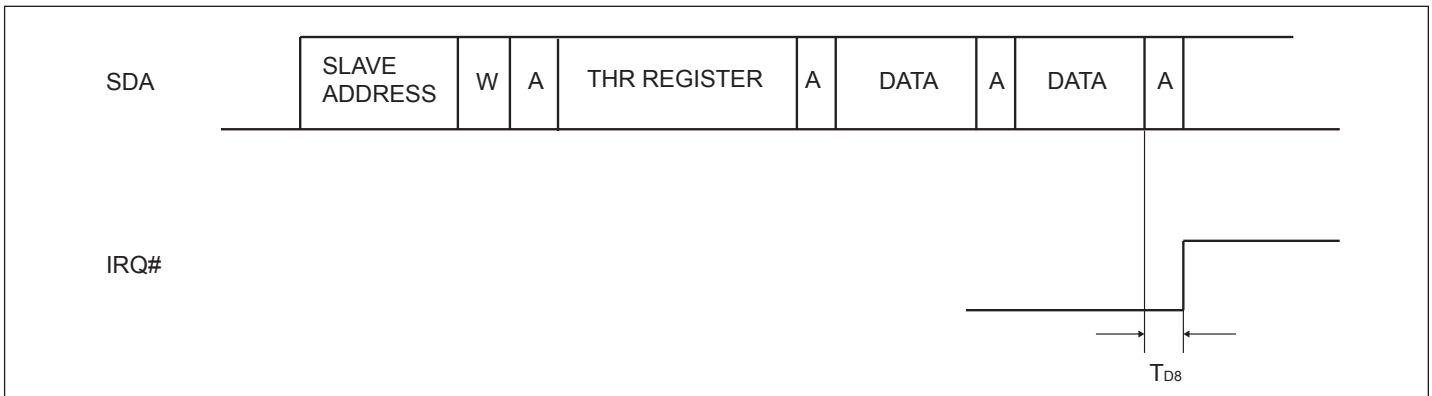 SDA
SLAVE
ADDRESS
W
A
THR REGISTER
A
DATA
A
DATA
A
IRQ#
TD8